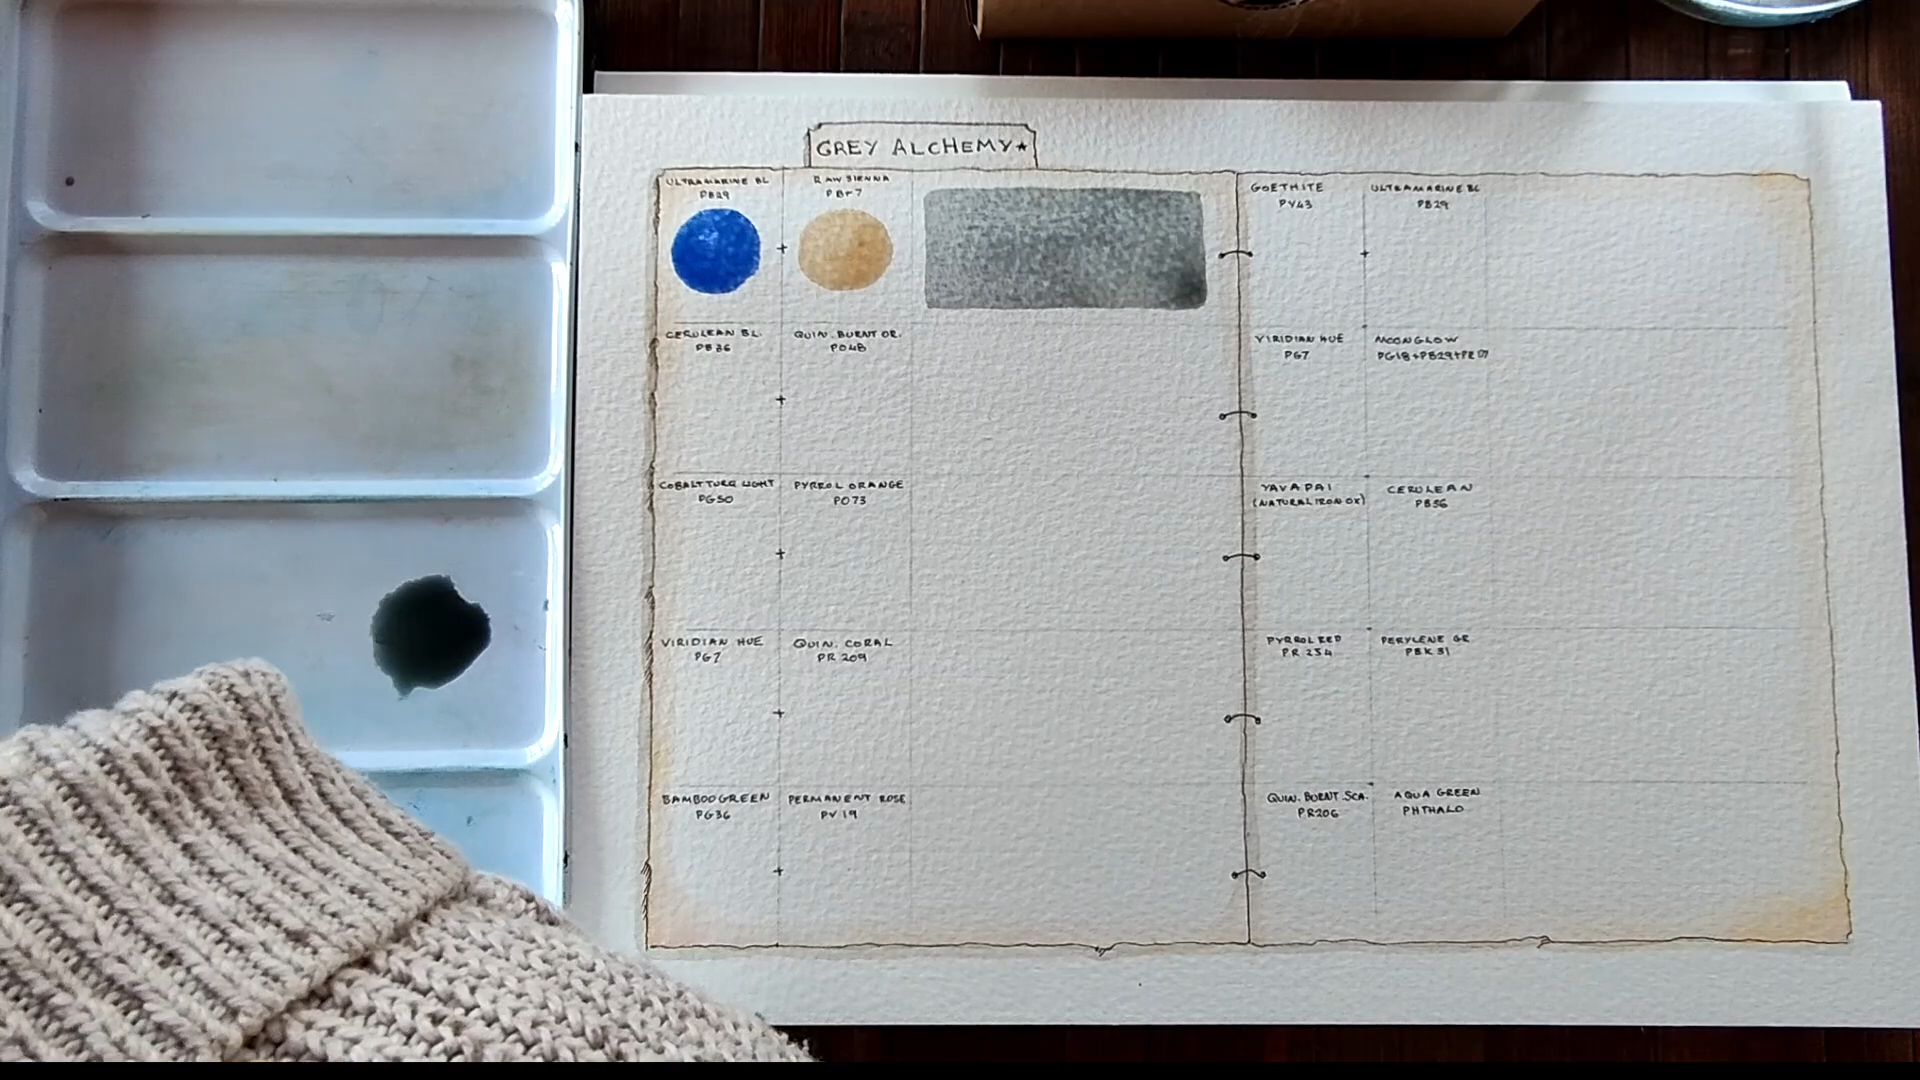 GREY ALCHEMY★
ULTRAMARINE BL
PB29
RAW SIENNA
PBr7
+
CERULEAN BL.
PB36
QUIN. BURNT OR.
PO48
+
COBALT TURQ LIGHT
PG50
PYRROL ORANGE
PO73
+
VIRIDIAN HUE
PG7
QUIN. CORAL
PR 209
+
BAMBOO GREEN
PG36
PERMANENT ROSE
PV 19
+
GOETHITE
PY43
ULTRAMARINE BL
PB29
+
VIRIDIAN HUE
PG7
MOONGLOW
PG18+PB29+
YAVAPAI
(NATURAL IRON OX)
CERULEAN
PB36
PYRROL RED
PR 254
PERYLENE GR
PBK 31
QUIN. BURNT SCA.
PR206
AQUA GREEN
PHTHALO